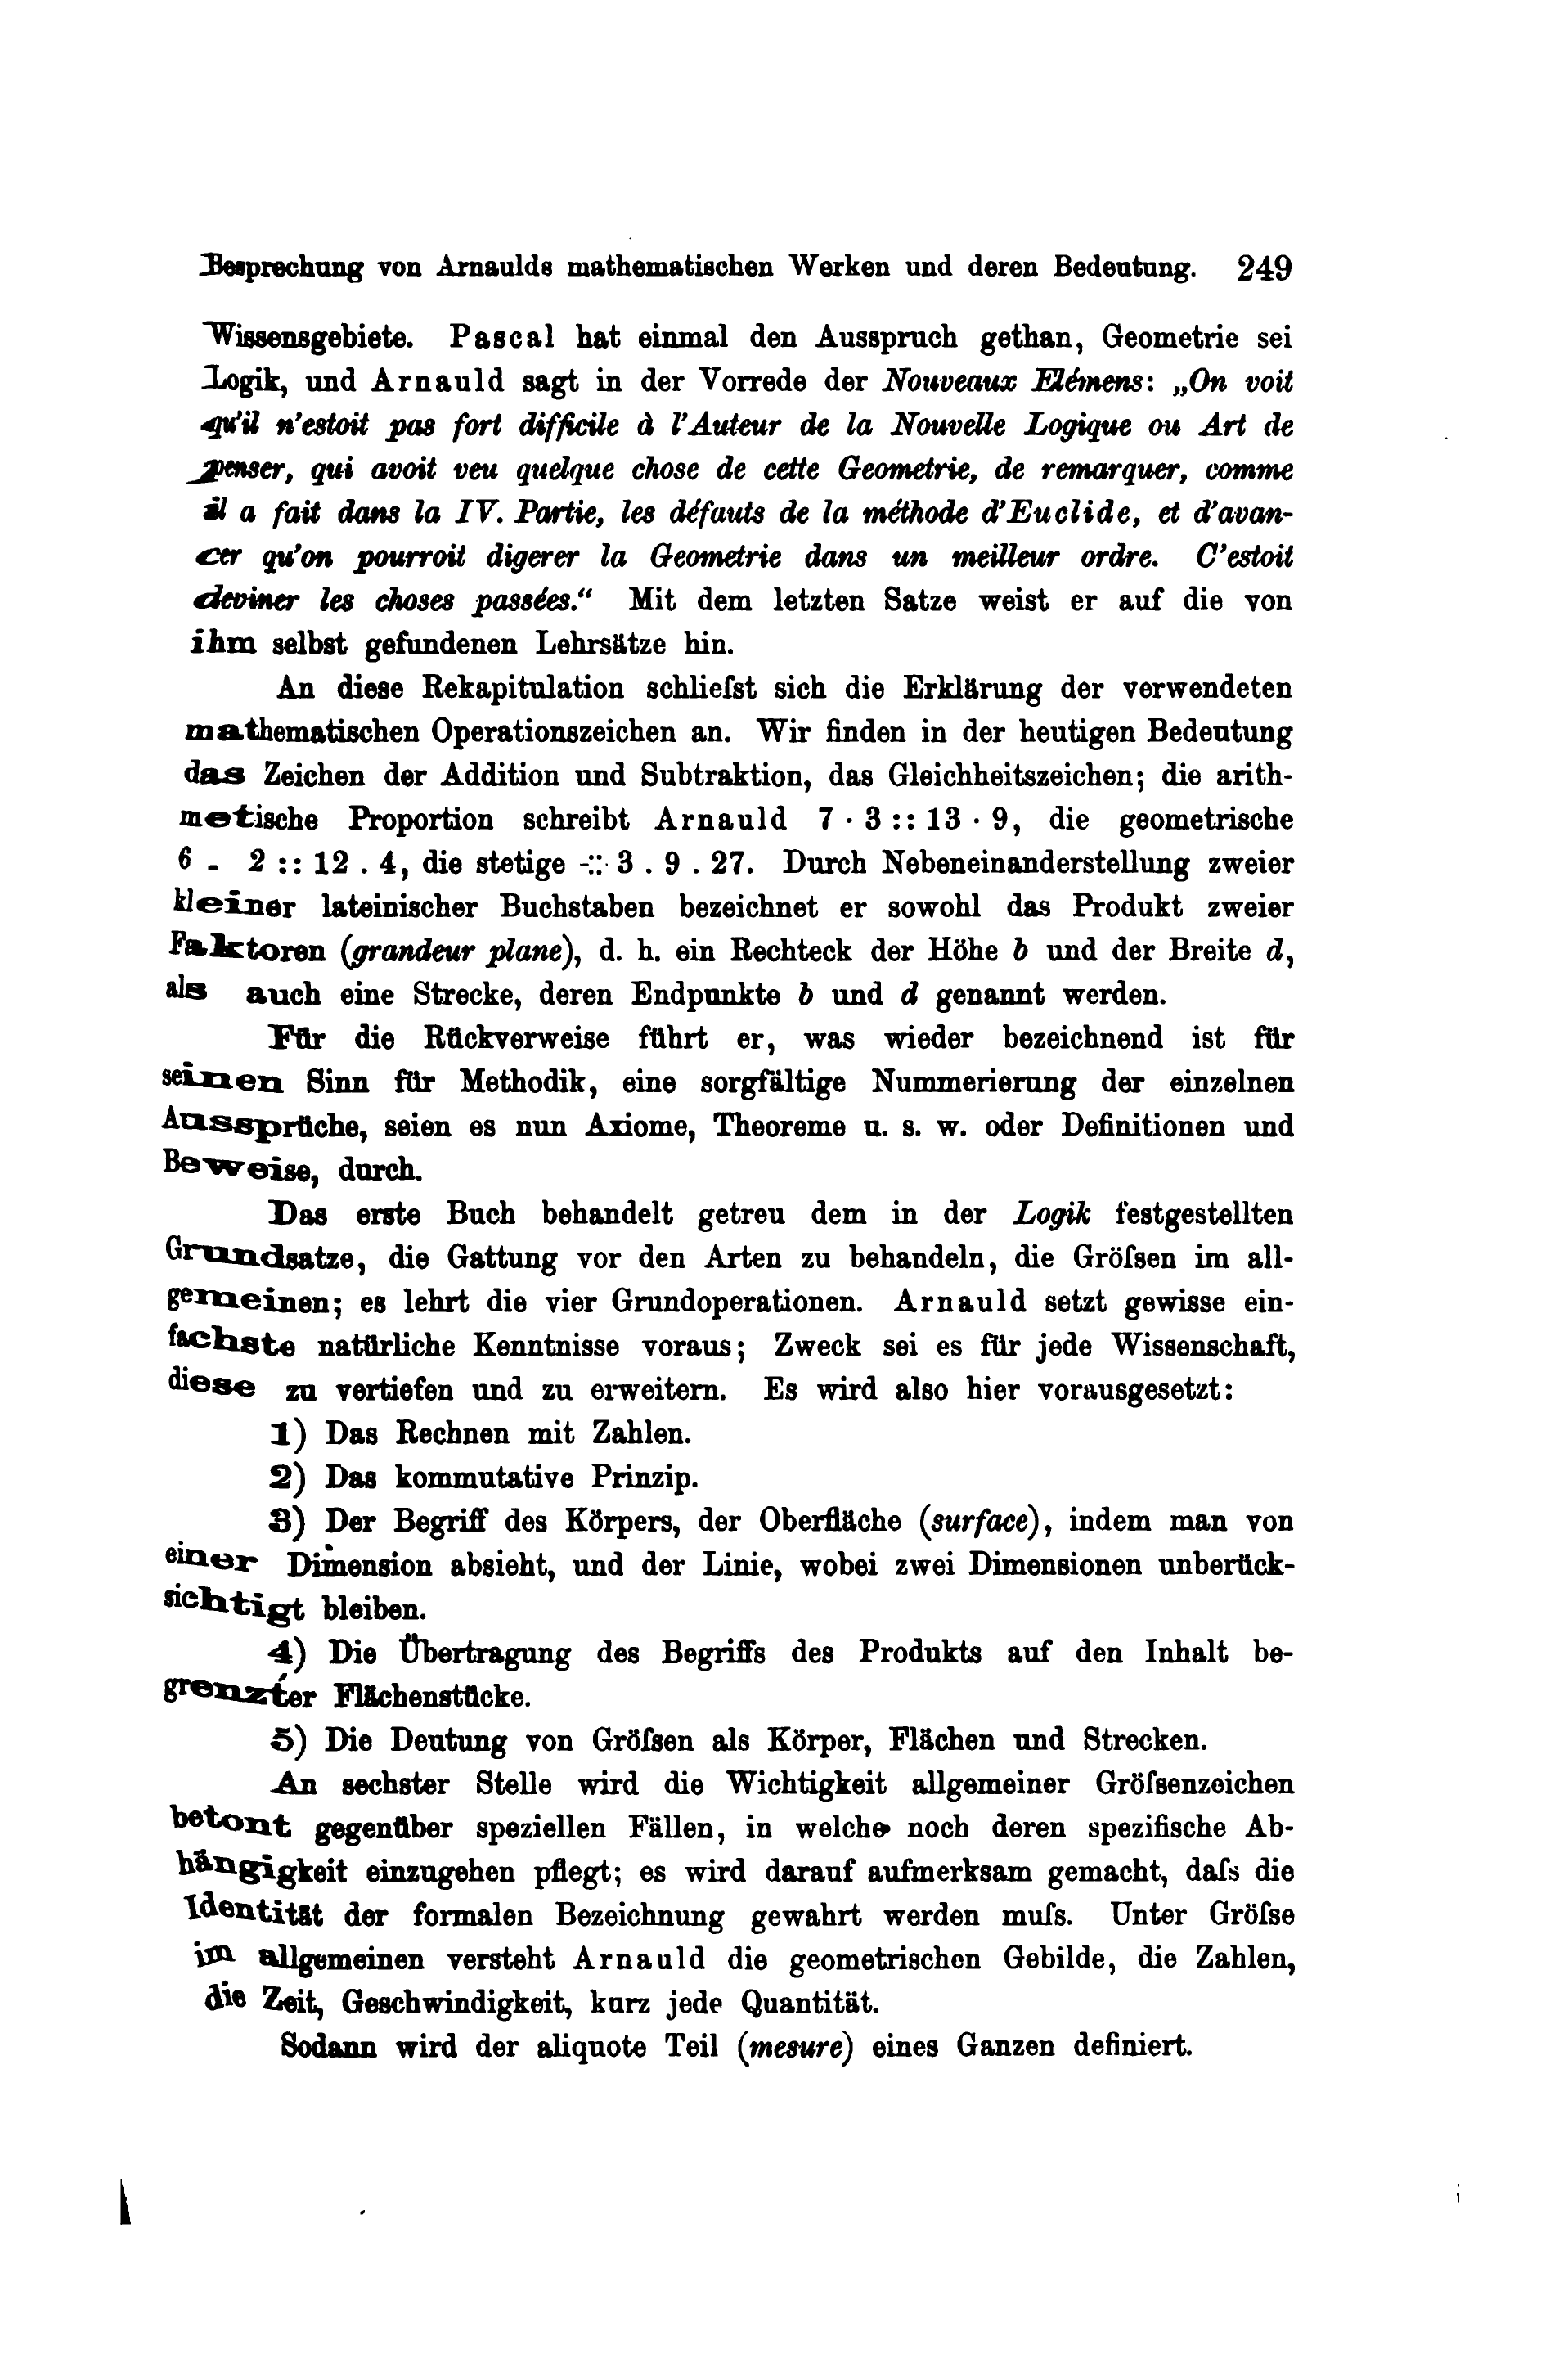 Besprechung von Arnaulds mathematischen Werken und deren Bedeutung. 249
Wissensgebiete. Pascal hat einmal den Ausspruch gethan, Geometrie sei
Logik, und Arnauld sagt in der Vorrede der Nouveaux Elémens: „On voit
qu'il n'estoit pas fort difficile à l'Auteur de la Nouvelle Logique ou Art de
penser, qui avoit veu quelque chose de cette Geometrie, de remarquer, comme
il a fait dans la IV. Partie, les défauts de la méthode d'Euclide, et d'avan-
cer qu'on pourroit digerer la Geometrie dans un meilleur ordre. C'estoit
deviner les choses passées.“ Mit dem letzten Satze weist er auf die von
ihm selbst gefundenen Lehrsätze hin.
An diese Rekapitulation schlieſst sich die Erklärung der verwendeten
mathematischen Operationszeichen an. Wir finden in der heutigen Bedeutung
das Zeichen der Addition und Subtraktion, das Gleichheitszeichen; die arith-
metische Proportion schreibt Arnauld 7 · 3 :: 13 · 9, die geometrische
6 . 2 :: 12 . 4, die stetige -::- 3 . 9 . 27. Durch Nebeneinanderstellung zweier
kleiner lateinischer Buchstaben bezeichnet er sowohl das Produkt zweier
Faktoren (grandeur plane), d. h. ein Rechteck der Höhe b und der Breite d,
als auch eine Strecke, deren Endpunkte b und d genannt werden.
Für die Rückverweise führt er, was wieder bezeichnend ist für
seinen Sinn für Methodik, eine sorgfältige Nummerierung der einzelnen
Aussprüche, seien es nun Axiome, Theoreme u. s. w. oder Definitionen und
Beweise, durch.
Das erste Buch behandelt getreu dem in der Logik festgestellten
Grundsatze, die Gattung vor den Arten zu behandeln, die Gröſsen im all-
gemeinen; es lehrt die vier Grundoperationen. Arnauld setzt gewisse ein-
fachste natürliche Kenntnisse voraus; Zweck sei es für jede Wissenschaft,
diese zu vertiefen und zu erweitern. Es wird also hier vorausgesetzt:
1) Das Rechnen mit Zahlen.
2) Das kommutative Prinzip.
3) Der Begriff des Körpers, der Oberfläche (surface), indem man von
einer Dimension absieht, und der Linie, wobei zwei Dimensionen unberück-
sichtigt bleiben.
4) Die Übertragung des Begriffs des Produkts auf den Inhalt be-
grenzter Flächenstücke.
5) Die Deutung von Gröſsen als Körper, Flächen und Strecken.
An sechster Stelle wird die Wichtigkeit allgemeiner Gröſsenzeichen
betont gegenüber speziellen Fällen, in welche noch deren spezifische Ab-
hängigkeit einzugehen pflegt; es wird darauf aufmerksam gemacht, daſs die
Identität der formalen Bezeichnung gewahrt werden muſs. Unter Gröſse
im allgemeinen versteht Arnauld die geometrischen Gebilde, die Zahlen,
die Zeit, Geschwindigkeit, kurz jede Quantität.
Sodann wird der aliquote Teil (mesure) eines Ganzen definiert.